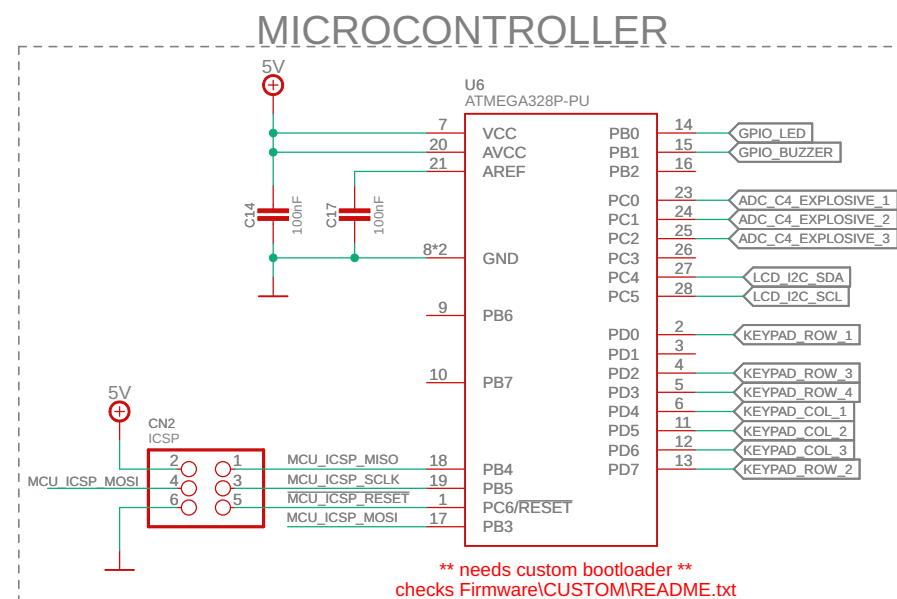 MICROCONTROLLER
5V
U6
ATMEGA328P-PU
7 VCC PB0 14 GPIO_LED
20 AVCC PB1 15 GPIO_BUZZER
21 AREF PB2 16
PC0 23 ADC_C4_EXPLOSIVE_1
C14 100nF C17 100nF PC1 24 ADC_C4_EXPLOSIVE_2
PC2 25 ADC_C4_EXPLOSIVE_3
8*2 GND PC3 26
PC4 27 LCD_I2C_SDA
PC5 28 LCD_I2C_SCL
9 PB6
PD0 2 KEYPAD_ROW_1
PD1 3
10 PB7 PD2 4 KEYPAD_ROW_3
PD3 5 KEYPAD_ROW_4
5V PD4 6 KEYPAD_COL_1
CN2 PD5 11 KEYPAD_COL_2
ICSP PD6 12 KEYPAD_COL_3
2 1 MCU_ICSP_MISO 18 PB4 PD7 13 KEYPAD_ROW_2
MCU_ICSP_MOSI 4 3 MCU_ICSP_SCLK 19 PB5
6 5 MCU_ICSP_RESET 1 PC6/RESET
MCU_ICSP_MOSI 17 PB3
** needs custom bootloader **
checks Firmware\CUSTOM\README.txt